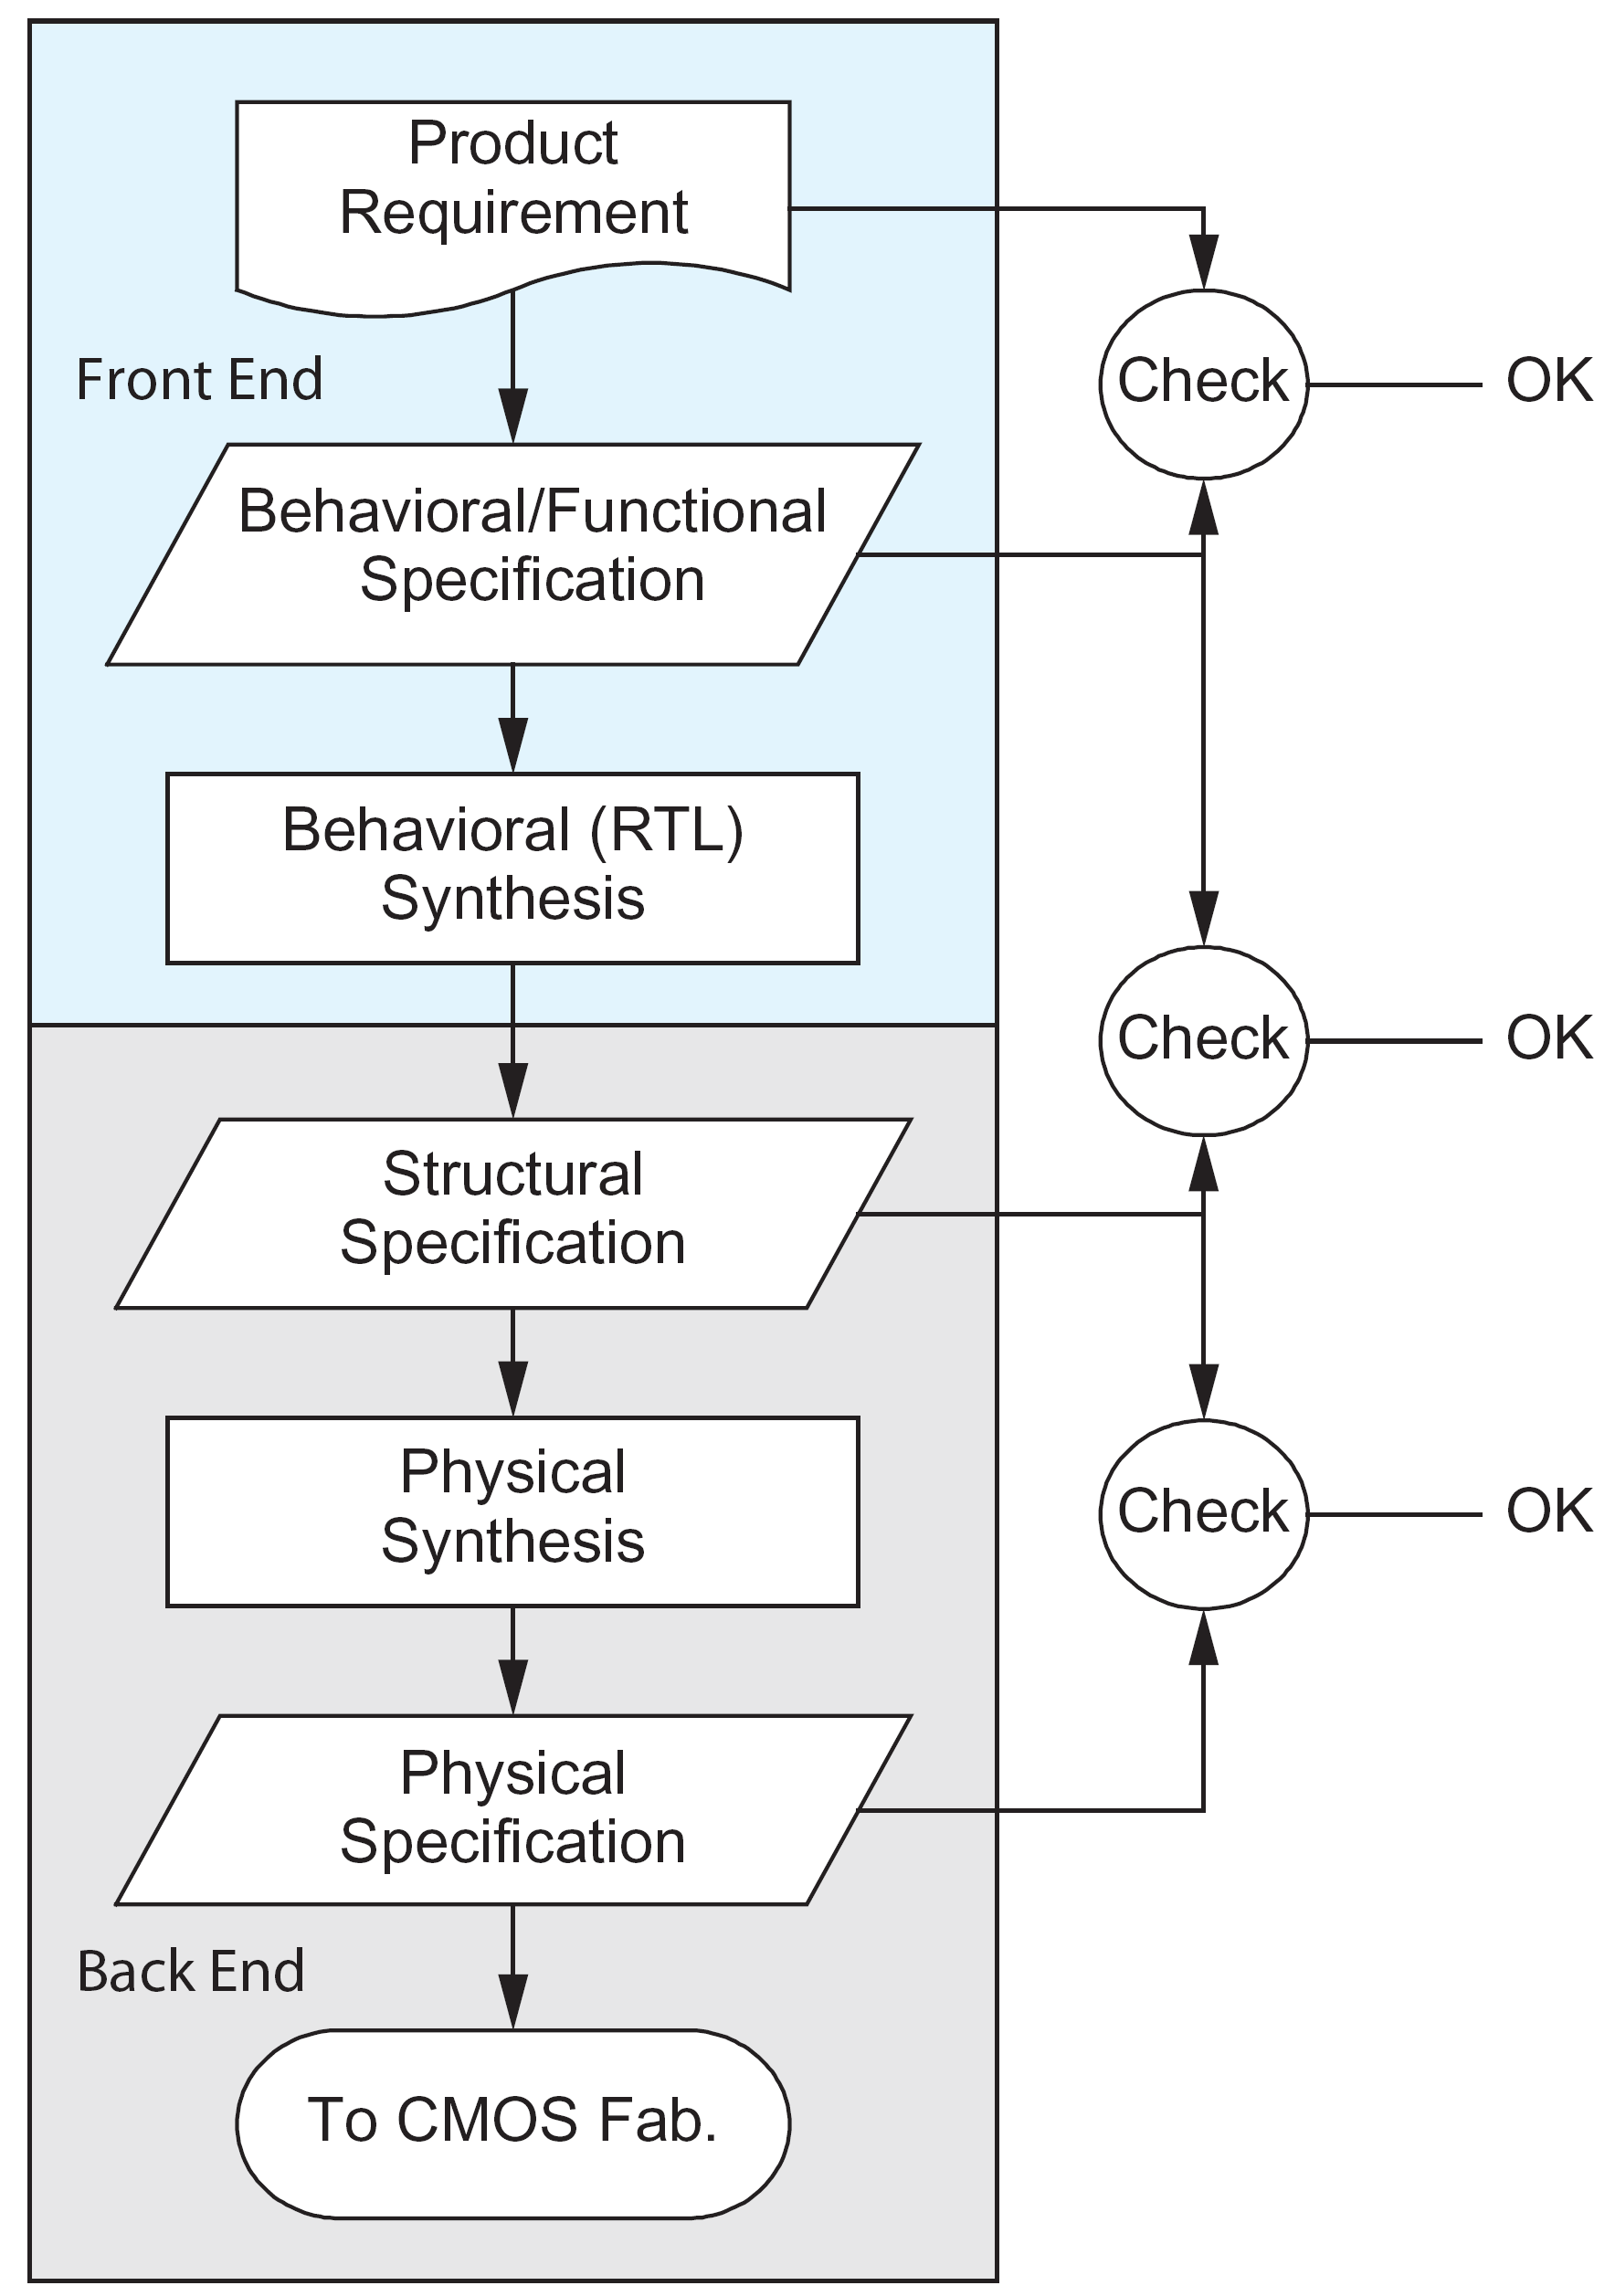 Product
Requirement
Front End
Check
OK
Behavioral/Functional
Specification
Behavioral (RTL)
Synthesis
Check
OK
Structural
Specification
Physical
Synthesis
Check
OK
Physical
Specification
Back End
To CMOS Fab.